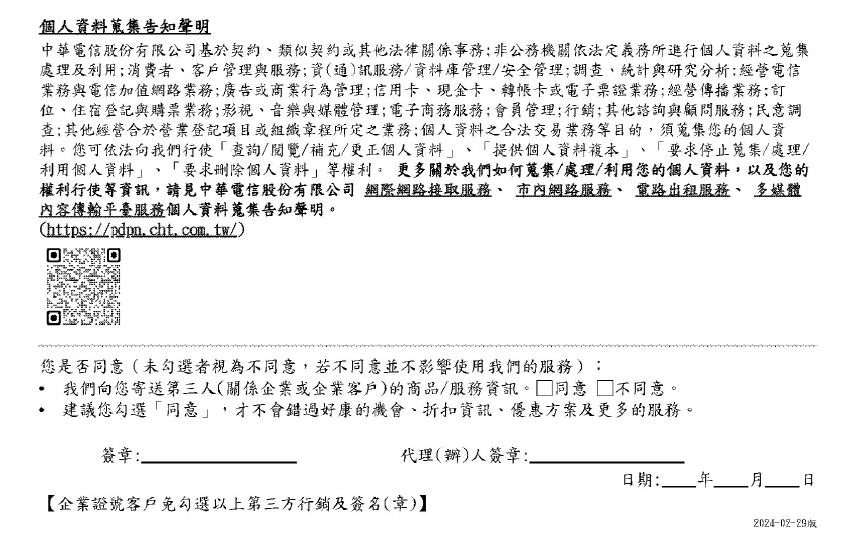 個人資料蒐集告知聲明
中華電信股份有限公司基於契約、類似契約或其他法律關係事務;非公務機關依法定義務所進行個人資料之蒐集
處理及利用;消費者、客戶管理與服務;資(通)訊服務/資料庫管理/安全管理;調查、統計與研究分析;經營電信
業務與電信加值網路業務;廣告或商業行為管理;信用卡、現金卡、轉帳卡或電子票證業務;經營傳播業務;訂
位、住宿登記與購票業務;影視、音樂與媒體管理;電子商務服務;會員管理;行銷;其他諮詢與顧問服務;民意調
查;其他經營合於營業登記項目或組織章程所定之業務;個人資料之合法交易業務等目的，須蒐集您的個人資
料。您可依法向我們行使「查詢/閱覽/補充/更正個人資料」、「提供個人資料複本」、「要求停止蒐集/處理/
利用個人資料」、「要求刪除個人資料」等權利。更多關於我們如何蒐集/處理/利用您的個人資料，以及您的
權利行使等資訊，請見中華電信股份有限公司 網際網路接取服務、 市內網路服務、 電路出租服務、 多媒體
內容傳輸平臺服務個人資料蒐集告知聲明。
(https://pdpn.cht.com.tw/)
您是否同意（未勾選者視為不同意，若不同意並不影響使用我們的服務）：
• 我們向您寄送第三人(關係企業或企業客戶)的商品/服務資訊。□同意 □不同意。
• 建議您勾選「同意」，才不會錯過好康的機會、折扣資訊、優惠方案及更多的服務。
簽章:＿＿＿＿＿＿ 代理(辦)人簽章:＿＿＿＿＿＿
日期:＿＿年＿＿月＿＿日
【企業證號客戶免勾選以上第三方行銷及簽名(章)】
2024-02-29版